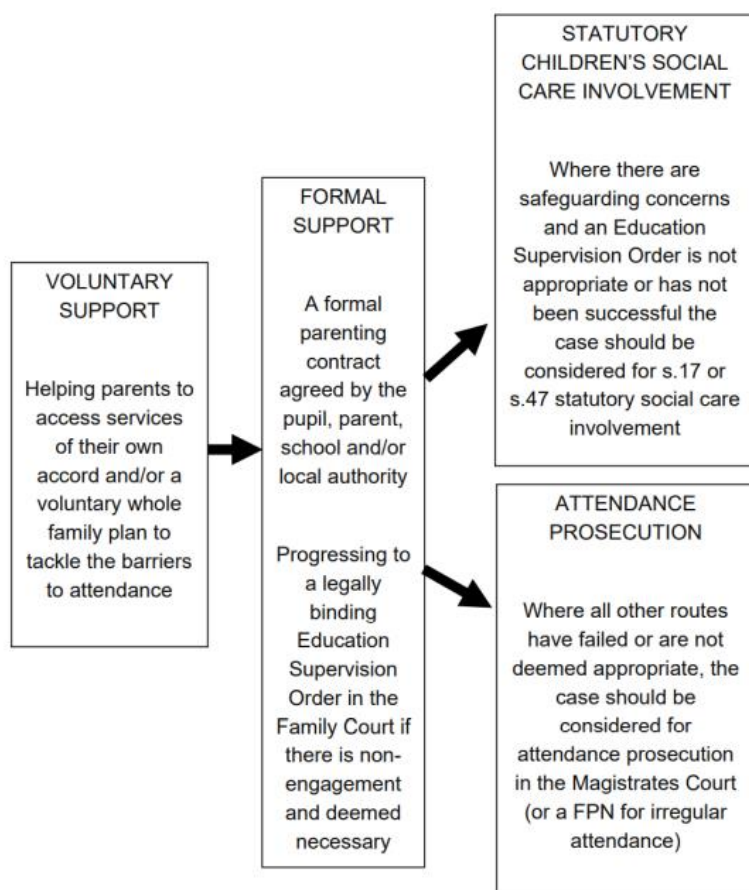 VOLUNTARY
SUPPORT
Helping parents to
access services
of their own
accord and/or a
voluntary whole
family plan to
tackle the barriers
to attendance
FORMAL
SUPPORT
A formal
parenting
contract
agreed by the
pupil, parent,
school and/or
local authority
Progressing to
a legally
binding
Education
Supervision
Order in the
Family Court if
there is non-
engagement
and deemed
necessary
STATUTORY
CHILDREN'S SOCIAL
CARE INVOLVEMENT
Where there are
safeguarding concerns
and an Education
Supervision Order is not
appropriate or has not
been successful the
case should be
considered for s.17 or
s.47 statutory social care
involvement
ATTENDANCE
PROSECUTION
Where all other routes
have failed or are not
deemed appropriate, the
case should be
considered for
attendance prosecution
in the Magistrates Court
(or a FPN for irregular
attendance)